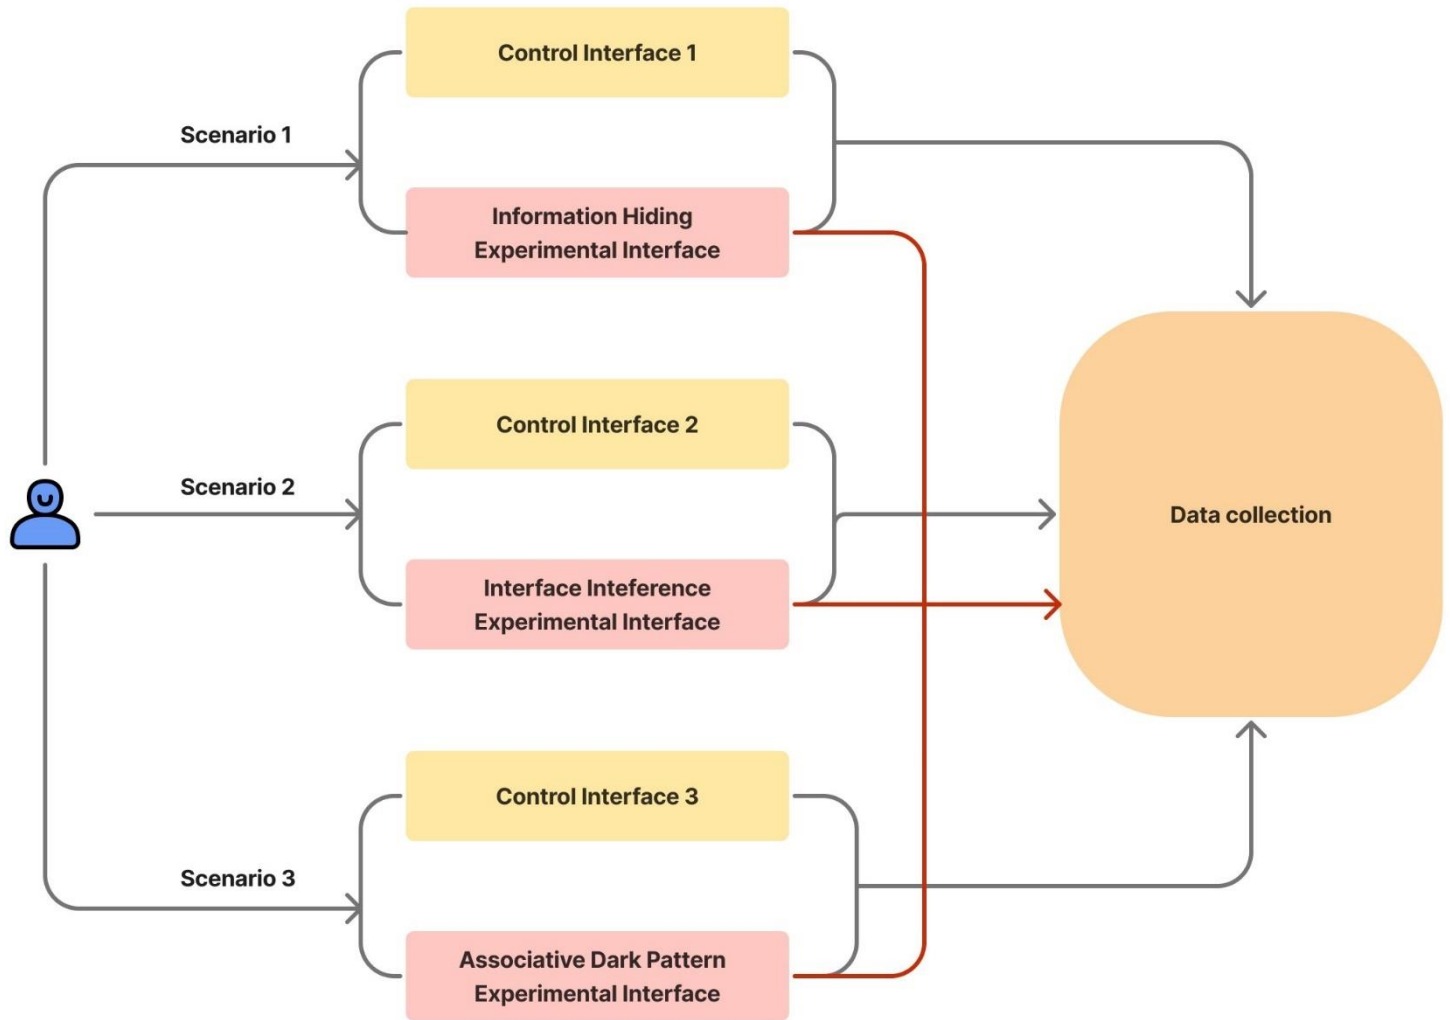 Control Interface 1
Scenario 1
Information Hiding
Experimental Interface
Control Interface 2
Scenario 2
Data collection
Interface Inteference
Experimental Interface
Control Interface 3
Scenario 3
Associative Dark Pattern
Experimental Interface